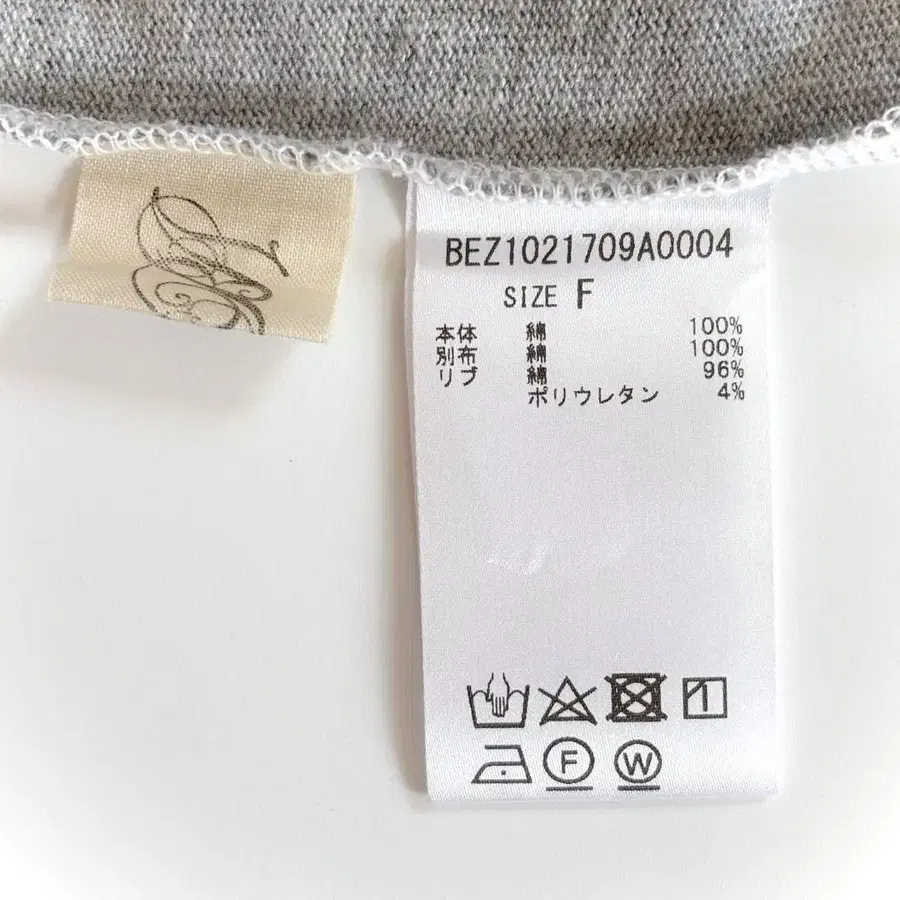 BEZ1021709A0004
SIZE F
本体 綿 100%
別布 綿 100%
リブ 綿 96%
ポリウレタン 4%
F W